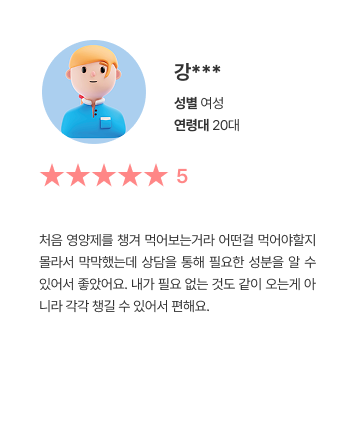 강***
성별 여성
연령대 20대
★★★★★ 5
처음 영양제를 챙겨 먹어보는거라 어떤걸 먹어야할지
몰라서 막막했는데 상담을 통해 필요한 성분을 알 수
있어서 좋았어요. 내가 필요 없는 것도 같이 오는게 아
니라 각각 챙길 수 있어서 편해요.